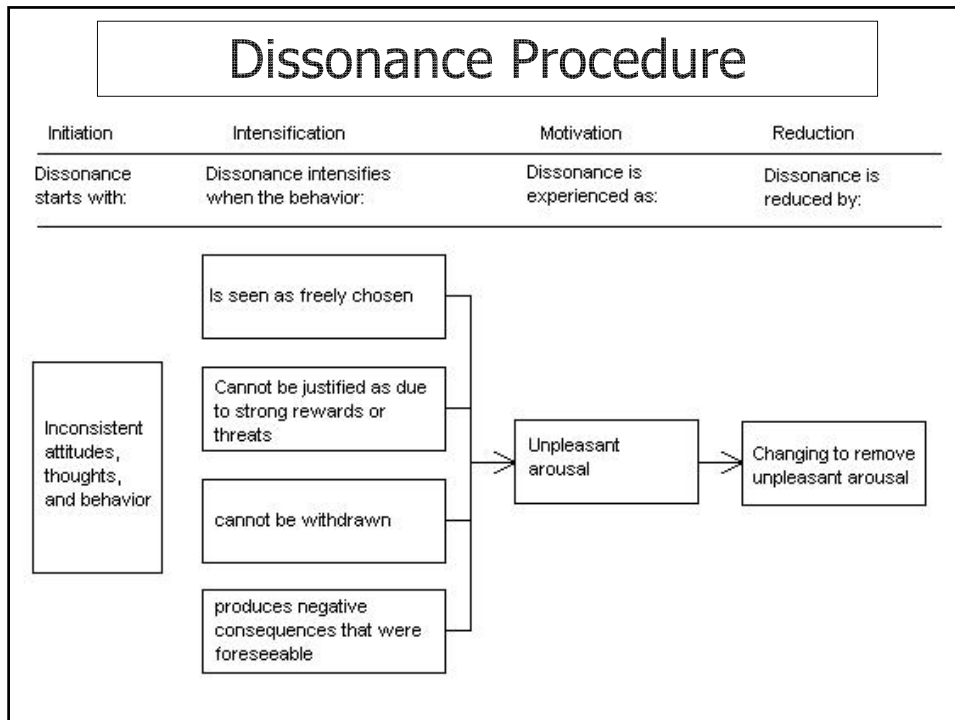 Dissonance Procedure
Initiation
Intensification
Motivation
Reduction
Dissonance
starts with:
Dissonance intensifies
when the behavior:
Dissonance is
experienced as:
Dissonance is
reduced by:
Inconsistent
attitudes,
thoughts,
and behavior
Is seen as freely chosen
Cannot be justified as due
to strong rewards or
threats
cannot be withdrawn
produces negative
consequences that were
foreseeable
Unpleasant
arousal
Changing to remove
unpleasant arousal